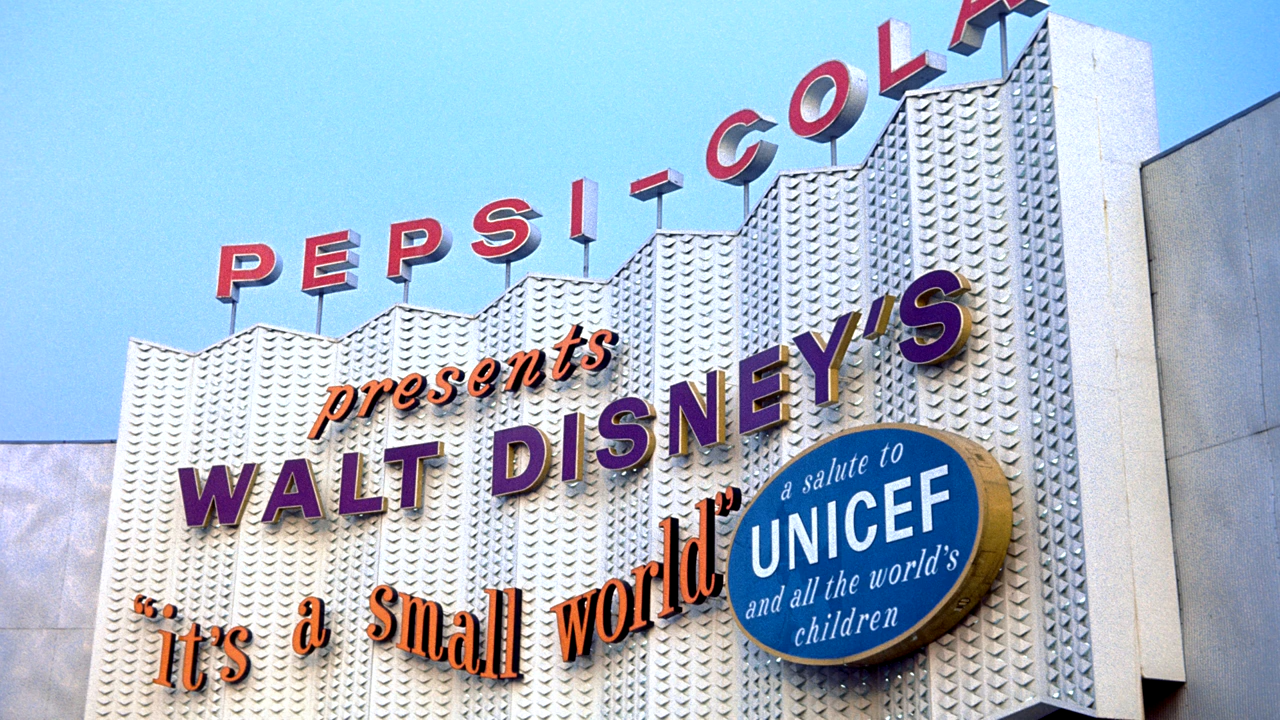 PEPSI-COLA
presents
WALT DISNEY'S
"it's a small world"
a salute to
UNICEF
and all the world's
children